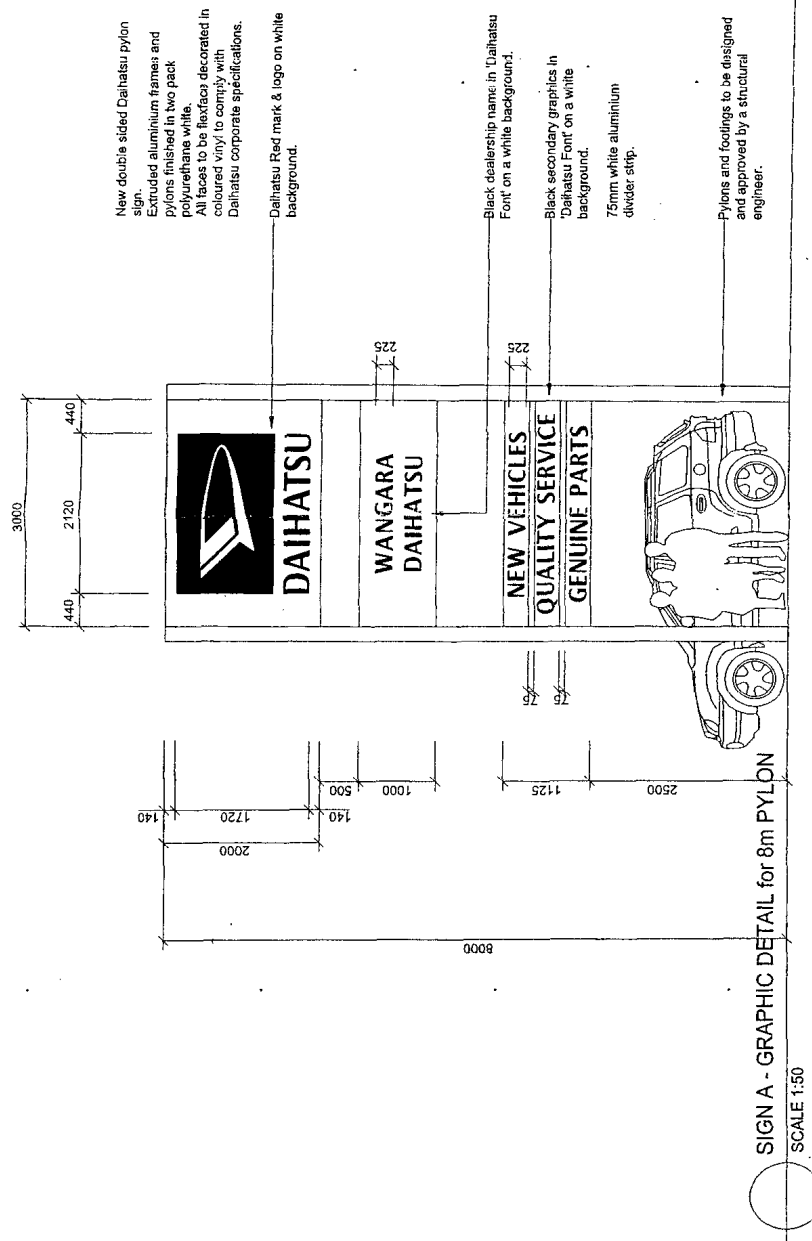 New double sided Daihatsu pylon
sign.
Extruded aluminium frames and
pylons finished in two pack
polyurethane white.
All faces to be flexface decorated in
coloured vinyl to comply with
Daihatsu corporate specifications.
Daihatsu Red mark & logo on white
background.
Black dealership name in 'Daihatsu
Font' on a white background.
Black secondary graphics in
'Daihatsu Font' on a white
background.
75mm white aluminium
divider strip.
Pylons and footings to be designed
and approved by a structural
engineer.
3000
440
2120
440
DAIHATSU
WANGARA
DAIHATSU
NEW VEHICLES
QUALITY SERVICE
GENUINE PARTS
225
225
75
75
140
1720
140
2000
500
1000
1125
2500
8000
SIGN A - GRAPHIC DETAIL for 8m PYLON
SCALE 1:50